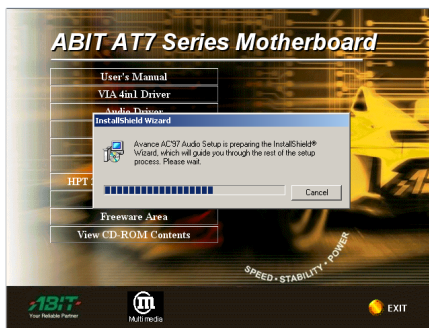 ABIT AT7 Series Motherboard
User's Manual
VIA 4in1 Driver
Audio Driver
InstallShield Wizard
Avance AC'97 Audio Setup is preparing the InstallShield®
Wizard, which will guide you through the rest of the setup
process. Please wait.
HPT
Cancel
Freeware Area
View CD-ROM Contents
SPEED • STABILITY • POWER
ABIT
Your Reliable Partner
Multimedia
EXIT